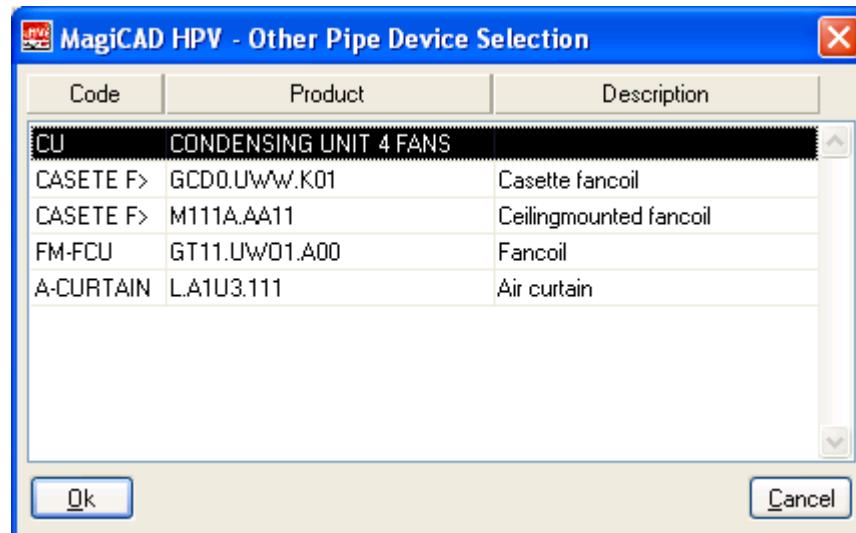 MagiCAD HPV - Other Pipe Device Selection
Code Product Description
CU CONDENSING UNIT 4 FANS
CASETE F> GCD0.UWW.K01 Casette fancoil
CASETE F> M111A.AA11 Ceilingmounted fancoil
FM-FCU GT11.UWO1.A00 Fancoil
A-CURTAIN L.A1U3.111 Air curtain
Ok Cancel